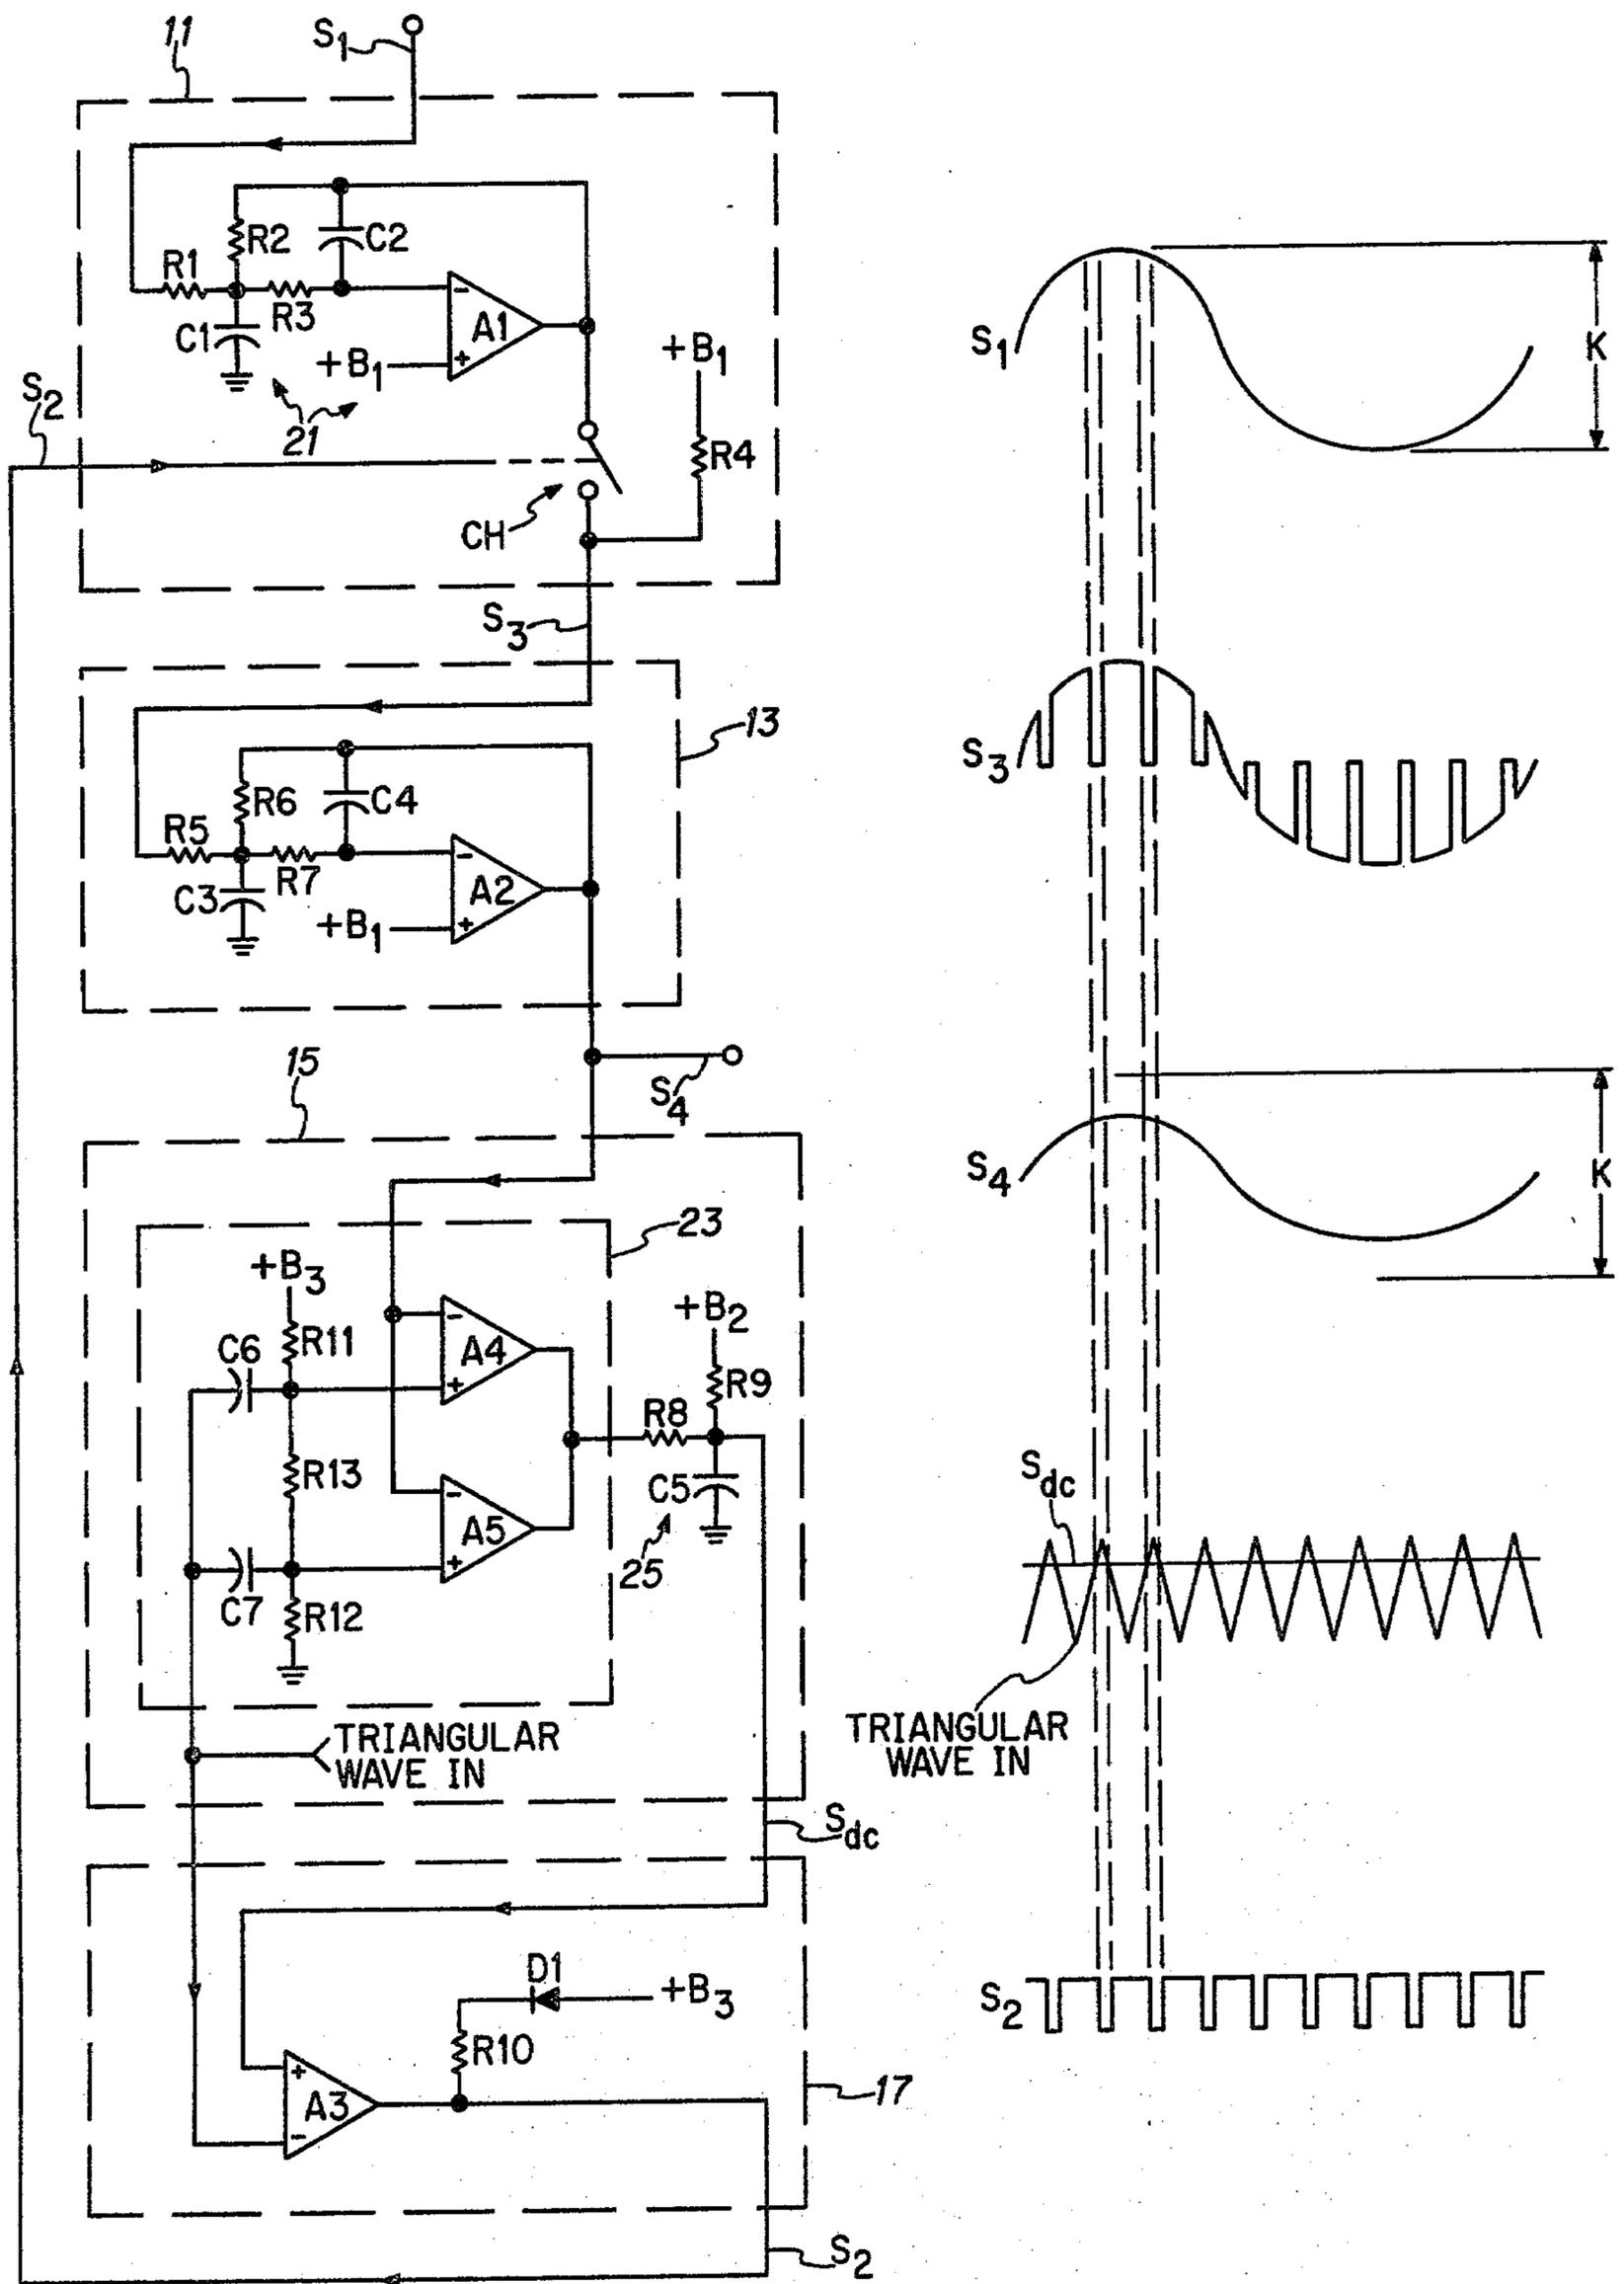 11
S1
R2
C2
R1
R3
C1
A1
-
+
+B1
+B1
S2
21
R4
CH
S3
13
R6
C4
R5
R7
C3
A2
-
+
+B1
15
S4
23
+B3
+B2
C6
R11
A4
-
+
R9
R8
R13
C5
A5
-
+
25
C7
R12
TRIANGULAR
WAVE IN
Sdc
D1
+B3
R10
A3
+
-
17
S2
S1
K
S3
S4
K
Sdc
TRIANGULAR
WAVE IN
S2